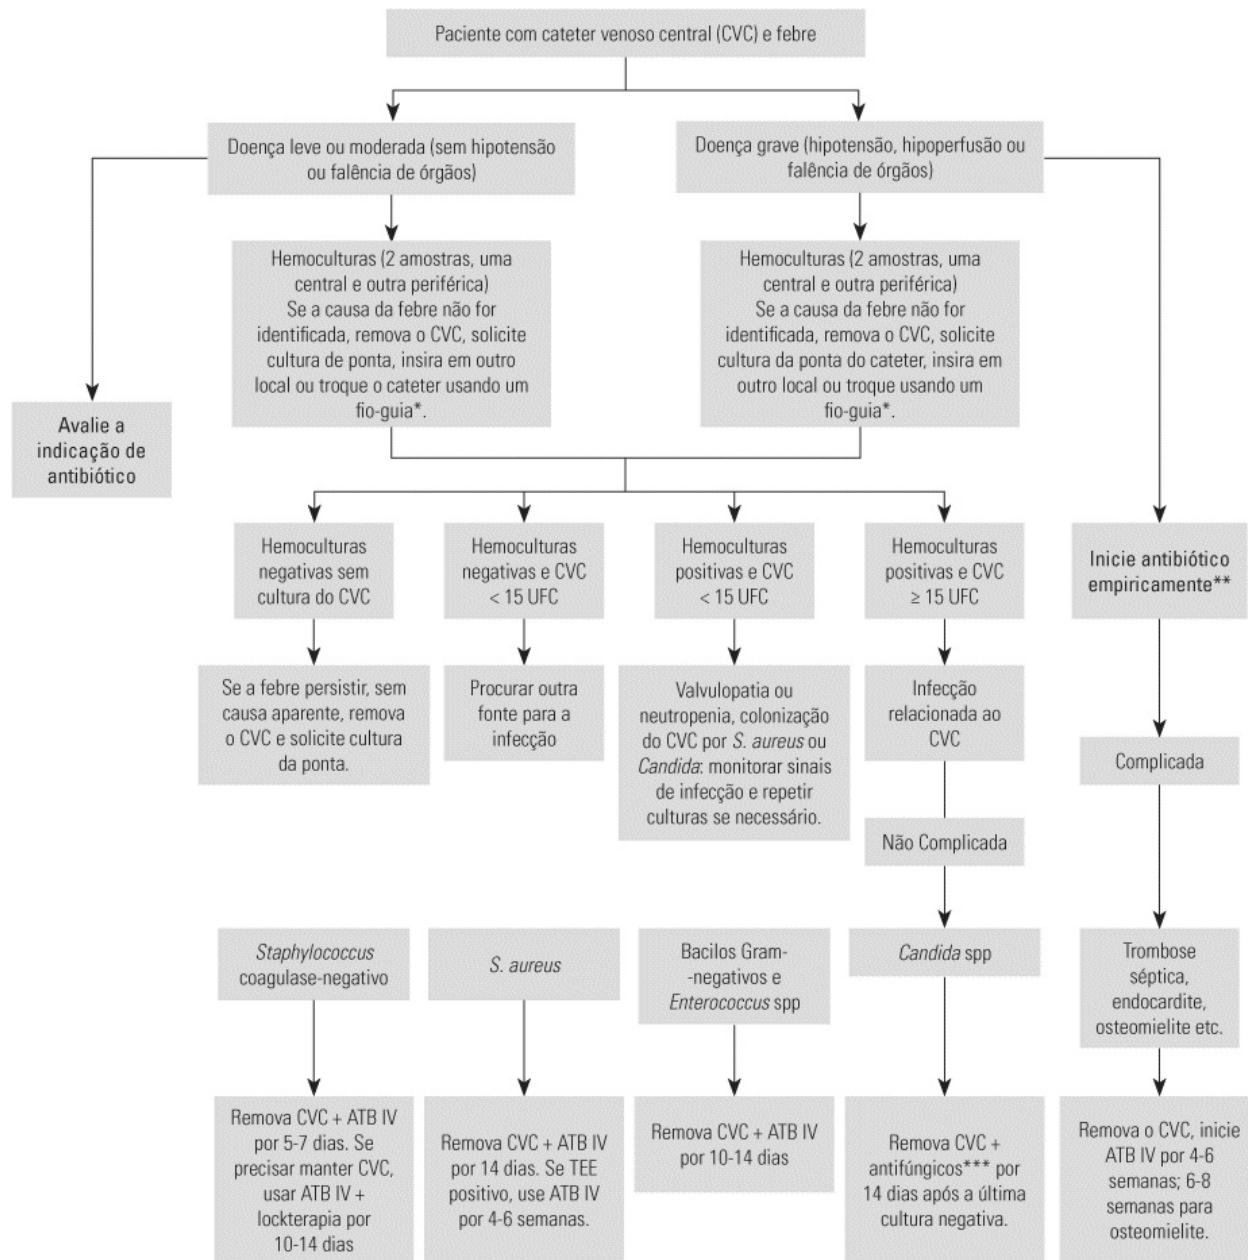 Paciente com cateter venoso central (CVC) e febre
Doença leve ou moderada (sem hipotensão
ou falência de órgãos)
Doença grave (hipotensão, hipoperfusão ou
falência de órgãos)
Hemoculturas (2 amostras, uma
central e outra periférica)
Se a causa da febre não for
identificada, remova o CVC, solicite
cultura de ponta, insira em outro
local ou troque o cateter usando um
fio-guia*.
Hemoculturas (2 amostras, uma
central e outra periférica)
Se a causa da febre não for
identificada, remova o CVC, solicite
cultura da ponta do cateter, insira em
outro local ou troque usando um
fio-guia*.
Avalie a
indicação de
antibiótico
Hemoculturas
negativas sem
cultura do CVC
Hemoculturas
negativas e CVC
< 15 UFC
Hemoculturas
positivas e CVC
< 15 UFC
Hemoculturas
positivas e CVC
≥ 15 UFC
Inicie antibiótico
empiricamente**
Se a febre persistir, sem
causa aparente, remova
o CVC e solicite cultura
da ponta.
Procurar outra
fonte para a
infecção
Valvulopatia ou
neutropenia, colonização
do CVC por S. aureus ou
Candida: monitorar sinais
de infecção e repetir
culturas se necessário.
Infecção
relacionada ao
CVC
Complicada
Não Complicada
Staphylococcus
coagulase-negativo
S. aureus
Bacilos Gram-
-negativos e
Enterococcus spp
Candida spp
Trombose
séptica,
endocardite,
osteomielite etc.
Remova CVC + ATB IV
por 5-7 dias. Se
precisar manter CVC,
usar ATB IV +
lockterapia por
10-14 dias
Remova CVC + ATB IV
por 14 dias. Se TEE
positivo, use ATB IV
por 4-6 semanas.
Remova CVC + ATB IV
por 10-14 dias
Remova CVC +
antifúngicos*** por
14 dias após a última
cultura negativa.
Remova o CVC, inicie
ATB IV por 4-6
semanas; 6-8
semanas para
osteomielite.